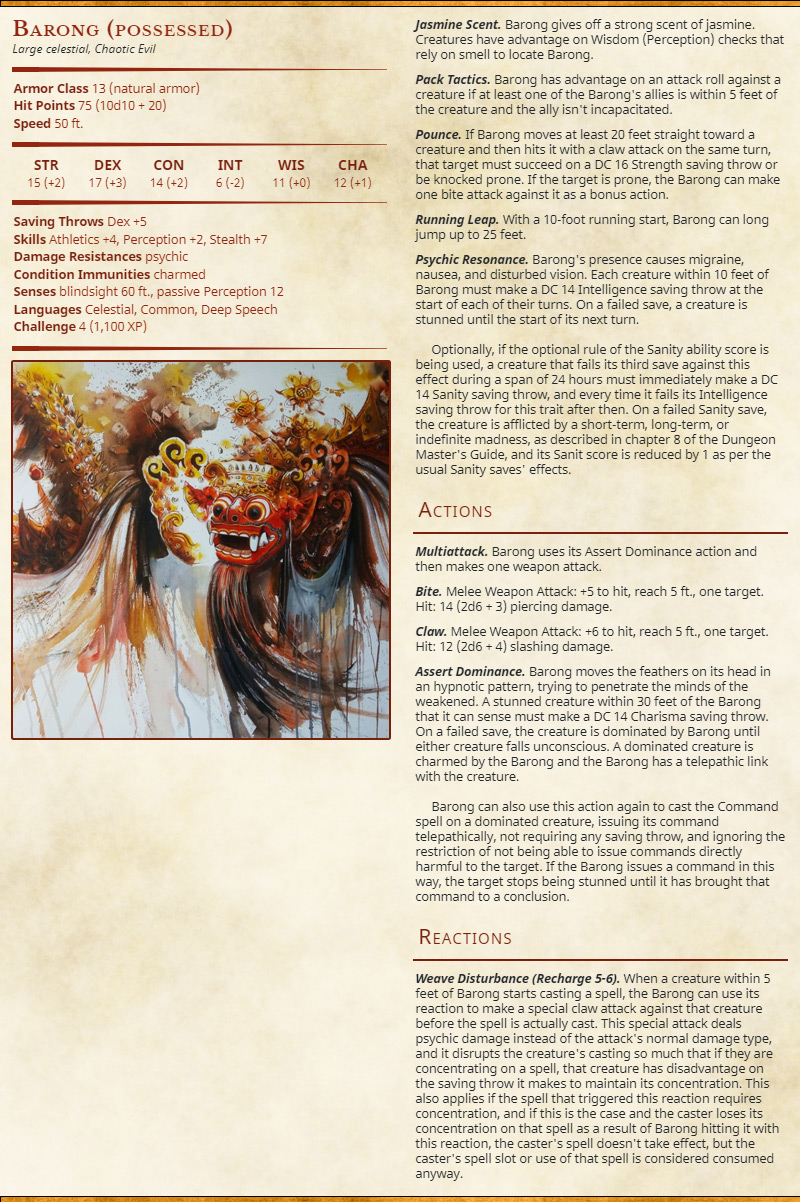 Barong (possessed)
Large celestial, Chaotic Evil
Armor Class 13 (natural armor)
Hit Points 75 (10d10 + 20)
Speed 50 ft.
STR DEX CON INT WIS CHA
15 (+2) 17 (+3) 14 (+2) 6 (-2) 11 (+0) 12 (+1)
Saving Throws Dex +5
Skills Athletics +4, Perception +2, Stealth +7
Damage Resistances psychic
Condition Immunities charmed
Senses blindsight 60 ft., passive Perception 12
Languages Celestial, Common, Deep Speech
Challenge 4 (1,100 XP)
Jasmine Scent. Barong gives off a strong scent of jasmine.
Creatures have advantage on Wisdom (Perception) checks that
rely on smell to locate Barong.
Pack Tactics. Barong has advantage on an attack roll against a
creature if at least one of the Barong's allies is within 5 feet of
the creature and the ally isn't incapacitated.
Pounce. If Barong moves at least 20 feet straight toward a
creature and then hits it with a claw attack on the same turn,
that target must succeed on a DC 16 Strength saving throw or
be knocked prone. If the target is prone, the Barong can make
one bite attack against it as a bonus action.
Running Leap. With a 10-foot running start, Barong can long
jump up to 25 feet.
Psychic Resonance. Barong's presence causes migraine,
nausea, and disturbed vision. Each creature within 10 feet of
Barong must make a DC 14 Intelligence saving throw at the
start of each of their turns. On a failed save, a creature is
stunned until the start of its next turn.
Optionally, if the optional rule of the Sanity ability score is
being used, a creature that fails its third save against this
effect during a span of 24 hours must immediately make a DC
14 Sanity saving throw, and every time it fails its Intelligence
saving throw for this trait after then. On a failed Sanity save,
the creature is afflicted by a short-term, long-term, or
indefinite madness, as described in chapter 8 of the Dungeon
Master's Guide, and its Sanit score is reduced by 1 as per the
usual Sanity saves' effects.
Actions
Multiattack. Barong uses its Assert Dominance action and
then makes one weapon attack.
Bite. Melee Weapon Attack: +5 to hit, reach 5 ft., one target.
Hit: 14 (2d6 + 3) piercing damage.
Claw. Melee Weapon Attack: +6 to hit, reach 5 ft., one target.
Hit: 12 (2d6 + 4) slashing damage.
Assert Dominance. Barong moves the feathers on its head in
an hypnotic pattern, trying to penetrate the minds of the
weakened. A stunned creature within 30 feet of the Barong
that it can sense must make a DC 14 Charisma saving throw.
On a failed save, the creature is dominated by Barong until
either creature falls unconscious. A dominated creature is
charmed by the Barong and the Barong has a telepathic link
with the creature.
Barong can also use this action again to cast the Command
spell on a dominated creature, issuing its command
telepathically, not requiring any saving throw, and ignoring the
restriction of not being able to issue commands directly
harmful to the target. If the Barong issues a command in this
way, the target stops being stunned until it has brought that
command to a conclusion.
Reactions
Weave Disturbance (Recharge 5-6). When a creature within 5
feet of Barong starts casting a spell, the Barong can use its
reaction to make a special claw attack against that creature
before the spell is actually cast. This special attack deals
psychic damage instead of the attack's normal damage type,
and it disrupts the creature's casting so much that if they are
concentrating on a spell, that creature has disadvantage on
the saving throw it makes to maintain its concentration. This
also applies if the spell that triggered this reaction requires
concentration, and if this is the case and the caster loses its
concentration on that spell as a result of Barong hitting it with
this reaction, the caster's spell doesn't take effect, but the
caster's spell slot or use of that spell is considered consumed
anyway.